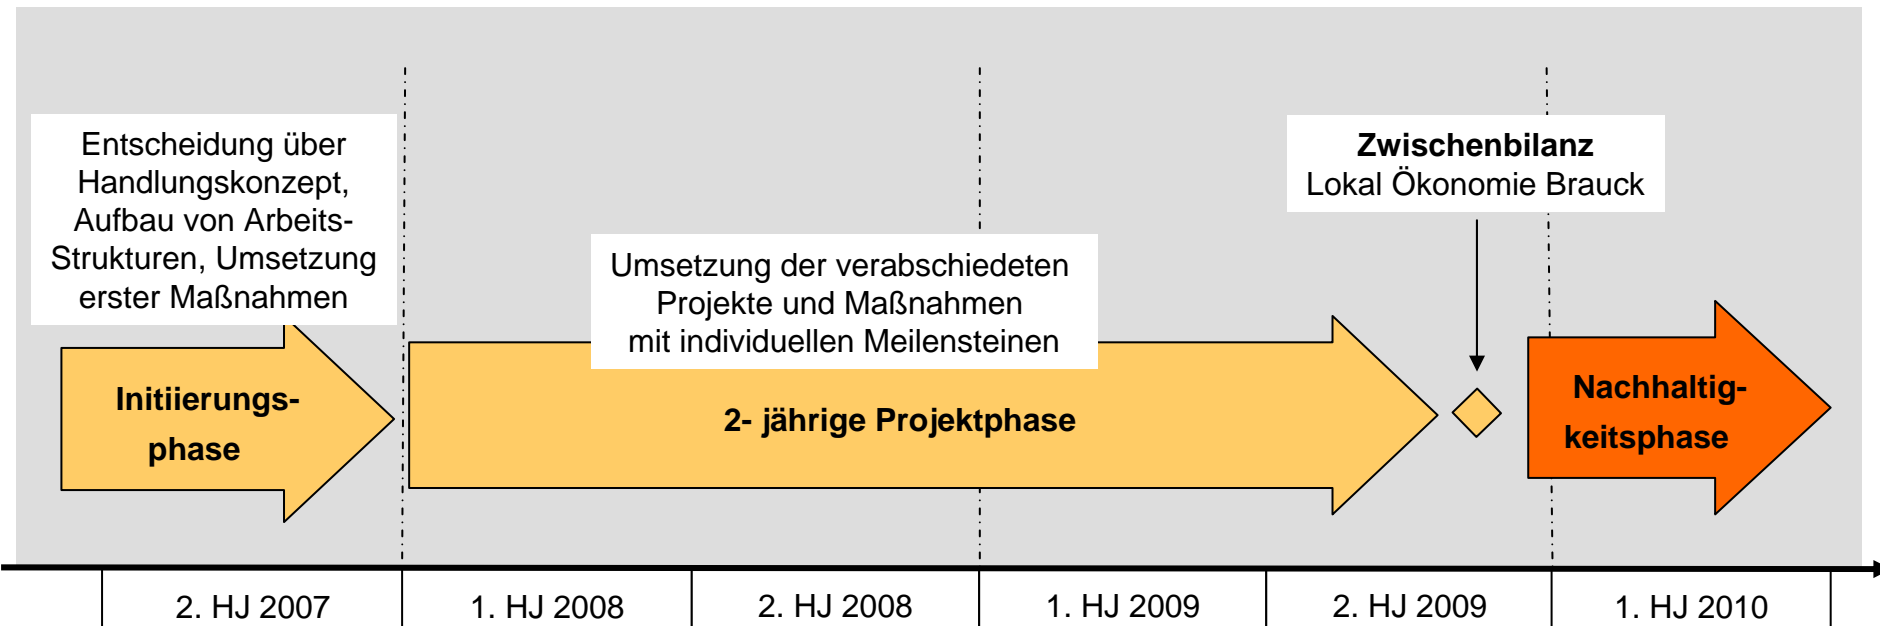 Entscheidung über
Handlungskonzept,
Aufbau von Arbeits-
Strukturen, Umsetzung
erster Maßnahmen
Zwischenbilanz
Lokal Ökonomie Brauck
Umsetzung der verabschiedeten
Projekte und Maßnahmen
mit individuellen Meilensteinen
Initiierungs-
phase
2- jährige Projektphase
Nachhaltig-
keitsphase
2. HJ 2007
1. HJ 2008
2. HJ 2008
1. HJ 2009
2. HJ 2009
1. HJ 2010